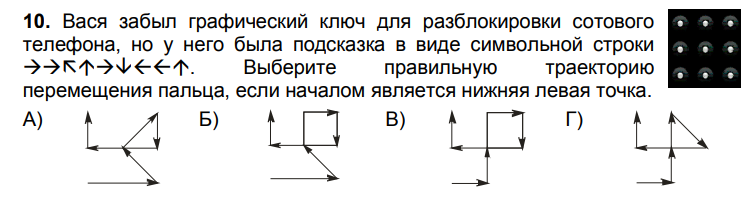 10. Вася забыл графический ключ для разблокировки сотового
телефона, но у него была подсказка в виде символьной строки
→→↖↑→↓←←↑. Выберите правильную траекторию
перемещения пальца, если началом является нижняя левая точка.
А) Б) В) Г)